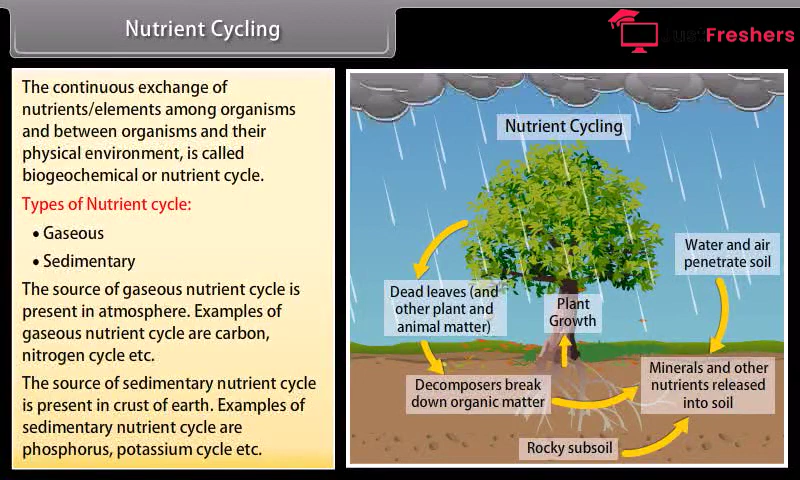 Nutrient Cycling
Just Freshers
The continuous exchange of
nutrients/elements among organisms
and between organisms and their
physical environment, is called
biogeochemical or nutrient cycle.
Types of Nutrient cycle:
• Gaseous
• Sedimentary
The source of gaseous nutrient cycle is
present in atmosphere. Examples of
gaseous nutrient cycle are carbon,
nitrogen cycle etc.
The source of sedimentary nutrient cycle
is present in crust of earth. Examples of
sedimentary nutrient cycle are
phosphorus, potassium cycle etc.
Nutrient Cycling
Water and air
penetrate soil
Dead leaves (and
other plant and
animal matter)
Plant
Growth
Decomposers break
down organic matter
Minerals and other
nutrients released
into soil
Rocky subsoil